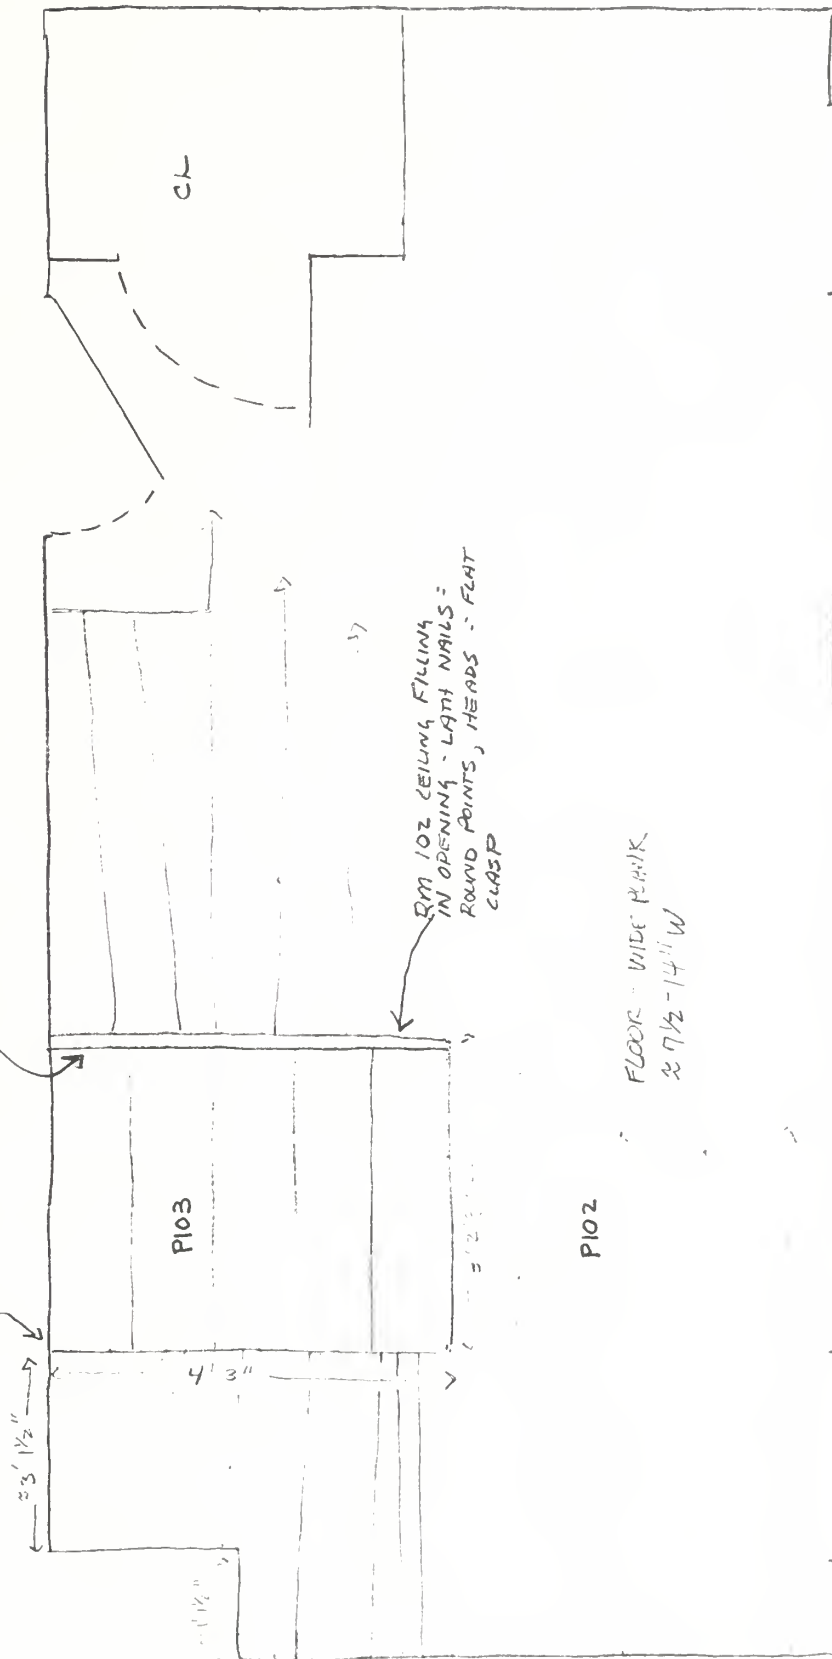 CL
RM 102 CEILING FILLING
IN OPENING - LATH NAILS =
ROUND POINTS, HEADS - FLAT
CLASP
FLOOR - WIDE PLANK
≈ 7½ - 14" W
P103
P102
4' 3"
≈3' 1½"